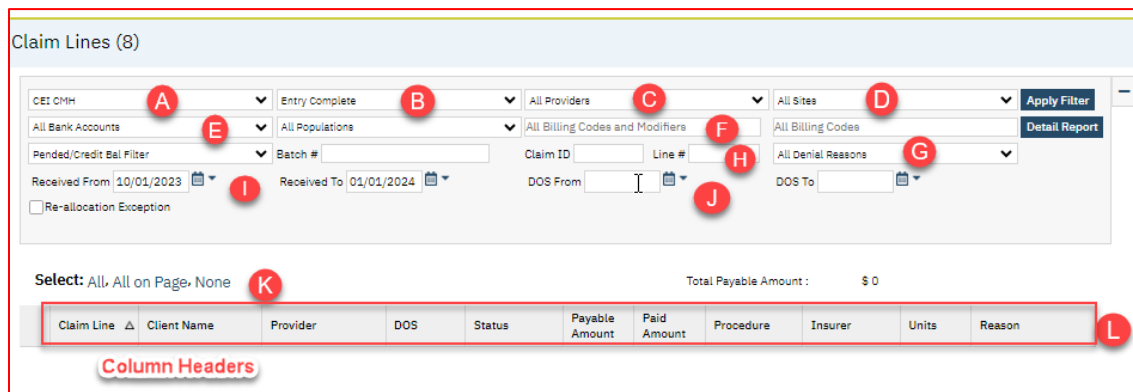 Claim Lines (8)
CEI CMH A Entry Complete B All Providers C All Sites D Apply Filter
All Bank Accounts E All Populations All Billing Codes and Modifiers F All Billing Codes Detail Report
Pended/Credit Bal Filter Batch # Claim ID Line # H All Denial Reasons G
Received From 10/01/2023 I Received To 01/01/2024 DOS From J DOS To
Re-allocation Exception
Select: All, All on Page, None K Total Payable Amount : $ 0
Claim Line Client Name Provider DOS Status Payable Amount Paid Amount Procedure Insurer Units Reason L
Column Headers